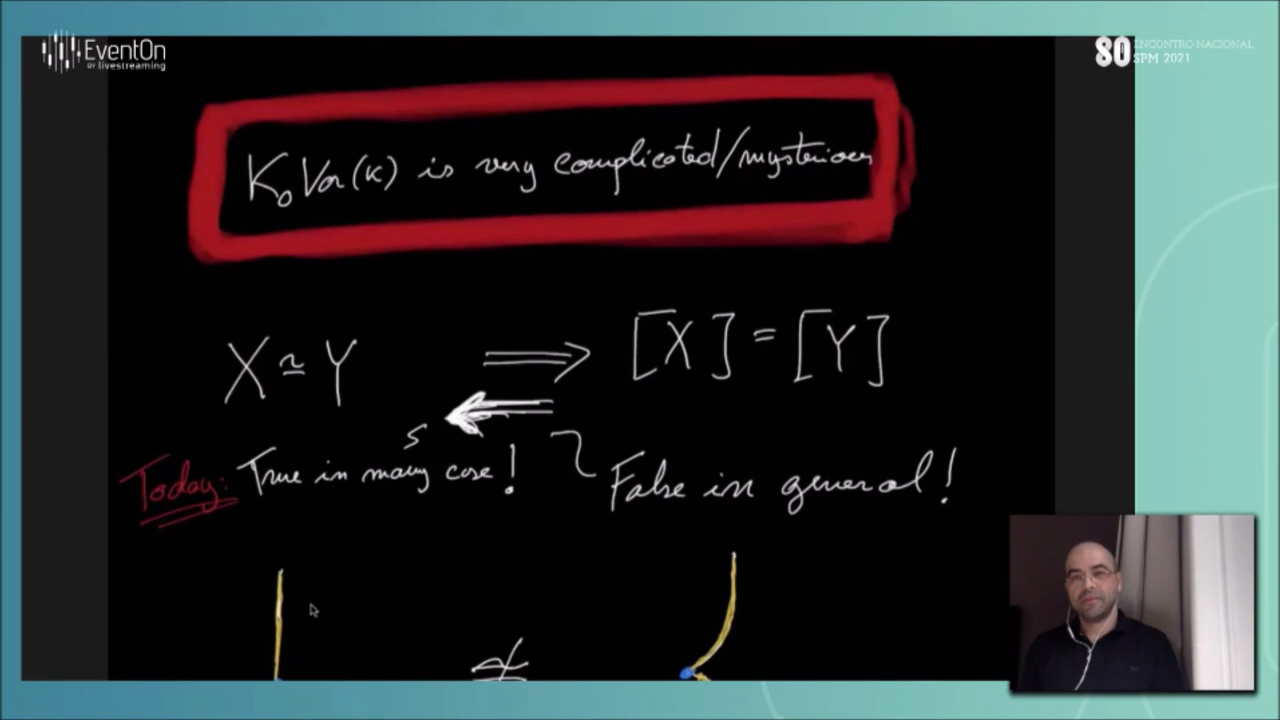 EventOn
BY livestreaming
80 ENCONTRO NACIONAL
SPM 2021
K₀Var(k) is very complicated/mysterious
X ≃ Y ⟹ [X] = [Y]
⟸
Today: True in many cases! False in general!
≄